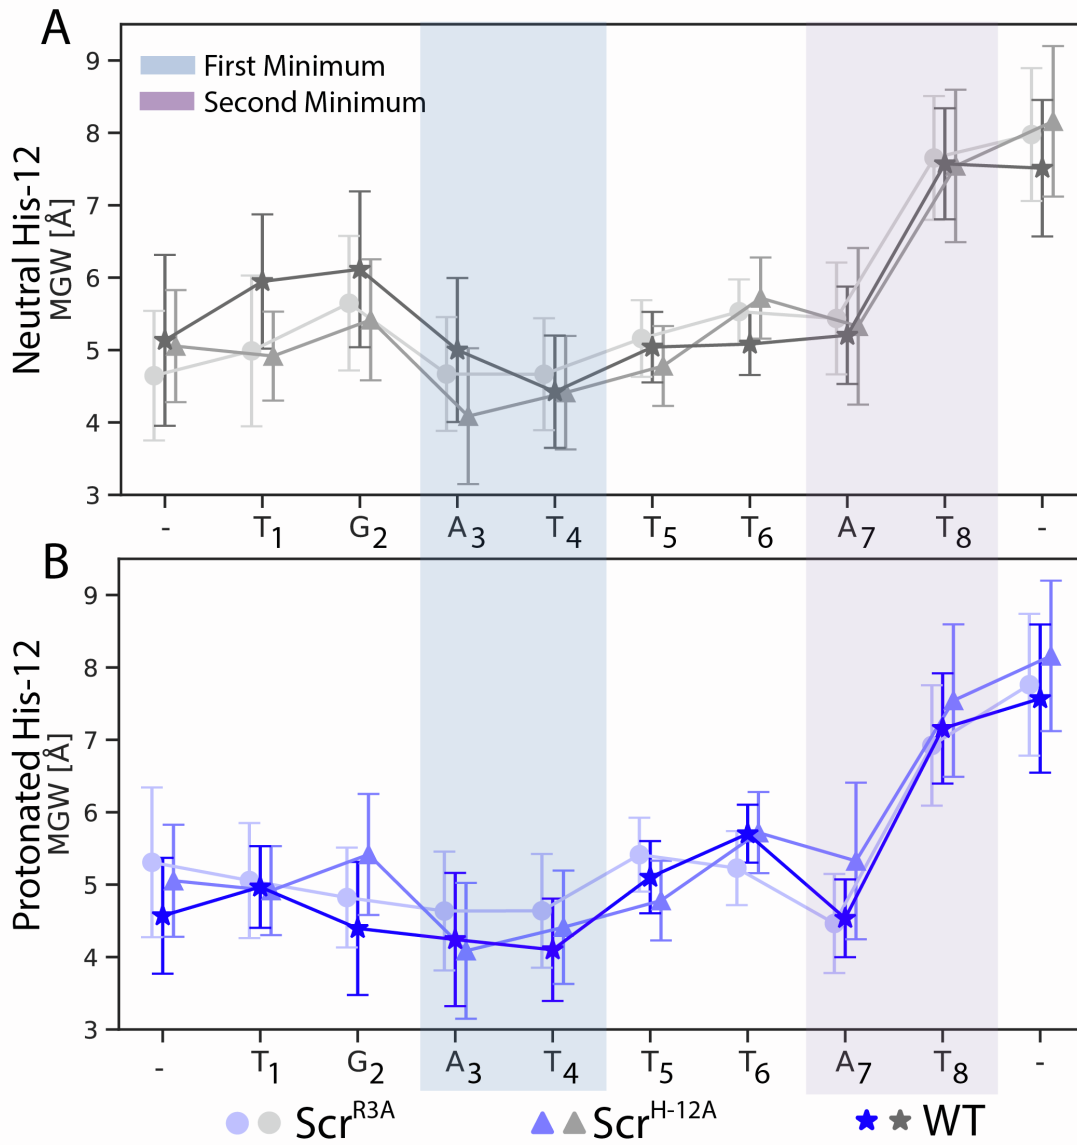 A
Neutral His-12
MGW [Å]
9
8
7
6
5
4
3
First Minimum
Second Minimum
- T1 G2 A3 T4 T5 T6 A7 T8 -
B
Protonated His-12
MGW [Å]
9
8
7
6
5
4
3
- T1 G2 A3 T4 T5 T6 A7 T8 -
ScrR3A ScrH-12A WT